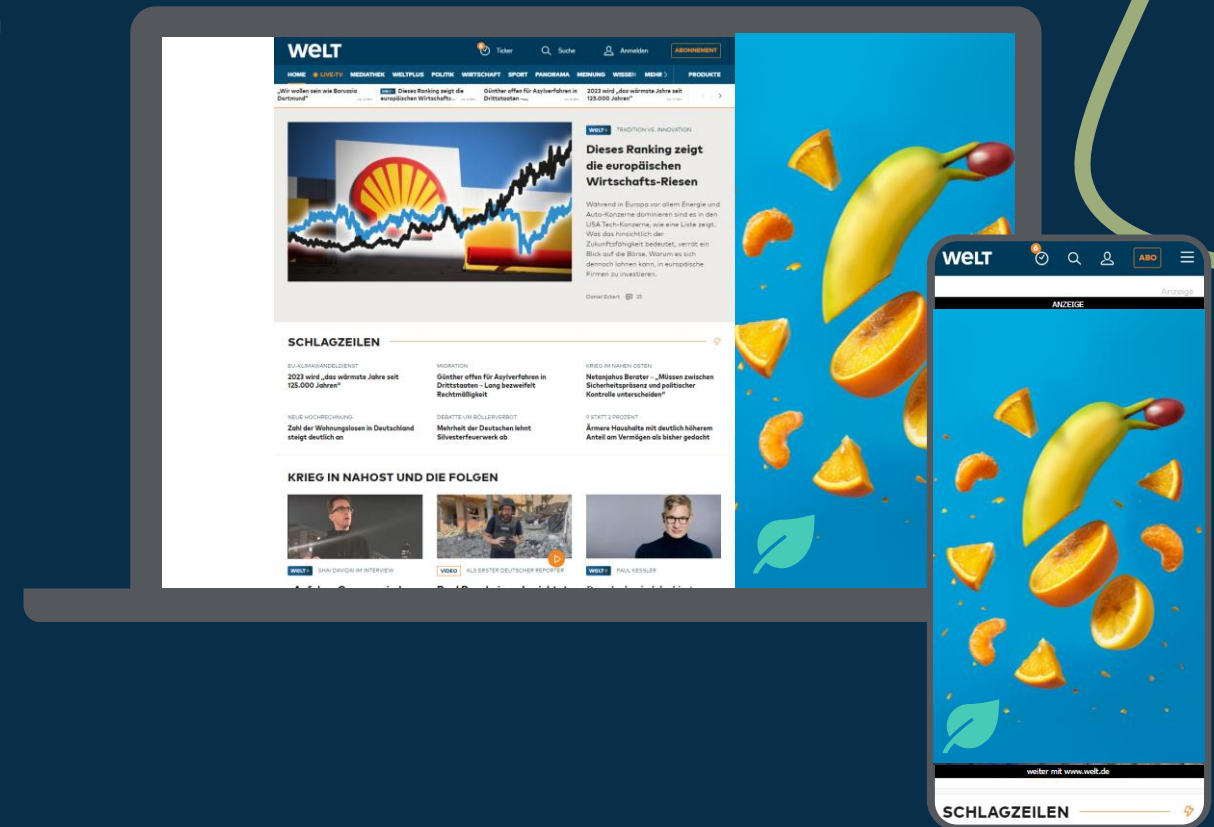 WELT
6
Ticker
Suche
Anmelden
ABONNEMENT
HOME LIVE-TV MEDIATHEK WELTPLUS POLITIK WIRTSCHAFT SPORT PANORAMA MEINUNG WISSEN MEHR PRODUKTE
„Wir wollen sein wie Borussia
Dortmund“
WELT+ Dieses Ranking zeigt die
europäischen Wirtschafts-...
Günther offen für Asylverfahren in
Drittstaaten –...
2023 wird „das wärmste Jahre seit
125.000 Jahren“
WELT+ TRADITION VS. INNOVATION
Dieses Ranking zeigt
die europäischen
Wirtschafts-Riesen
Während in Europa vor allem Energie und
Auto-Konzerne dominieren sind es in den
USA Tech-Konzerne, wie eine Liste zeigt.
Was das hinsichtlich der
Zukunftsfähigkeit bedeutet, verrät ein
Blick auf die Börse. Warum es sich
dennoch lohnen kann, in europäische
Firmen zu investieren.
Daniel Eckert 25
SCHLAGZEILEN
EU-KLIMAWANDELDIENST
2023 wird „das wärmste Jahre seit
125.000 Jahren“
MIGRATION
Günther offen für Asylverfahren in
Drittstaaten – Lang bezweifelt
Rechtmäßigkeit
KRIEG IM NAHEN OSTEN
Netanjahus Berater – „Müssen zwischen
Sicherheitspräsenz und politischer
Kontrolle unterscheiden“
NEUE HOCHRECHNUNG
Zahl der Wohnungslosen in Deutschland
steigt deutlich an
DEBATTE UM BÖLLERVERBOT
Mehrheit der Deutschen lehnt
Silvesterfeuerwerk ab
9 STATT 2 PROZENT
Ärmere Haushalte mit deutlich höherem
Anteil am Vermögen als bisher gedacht
KRIEG IN NAHOST UND DIE FOLGEN
WELT+ SHAI DAVIDAI IM INTERVIEW
VIDEO ALS ERSTER DEUTSCHER REPORTER
WELT+ PAUL KESSLER
WELT
6
ABO
Anzeige
ANZEIGE
weiter mit www.welt.de
SCHLAGZEILEN